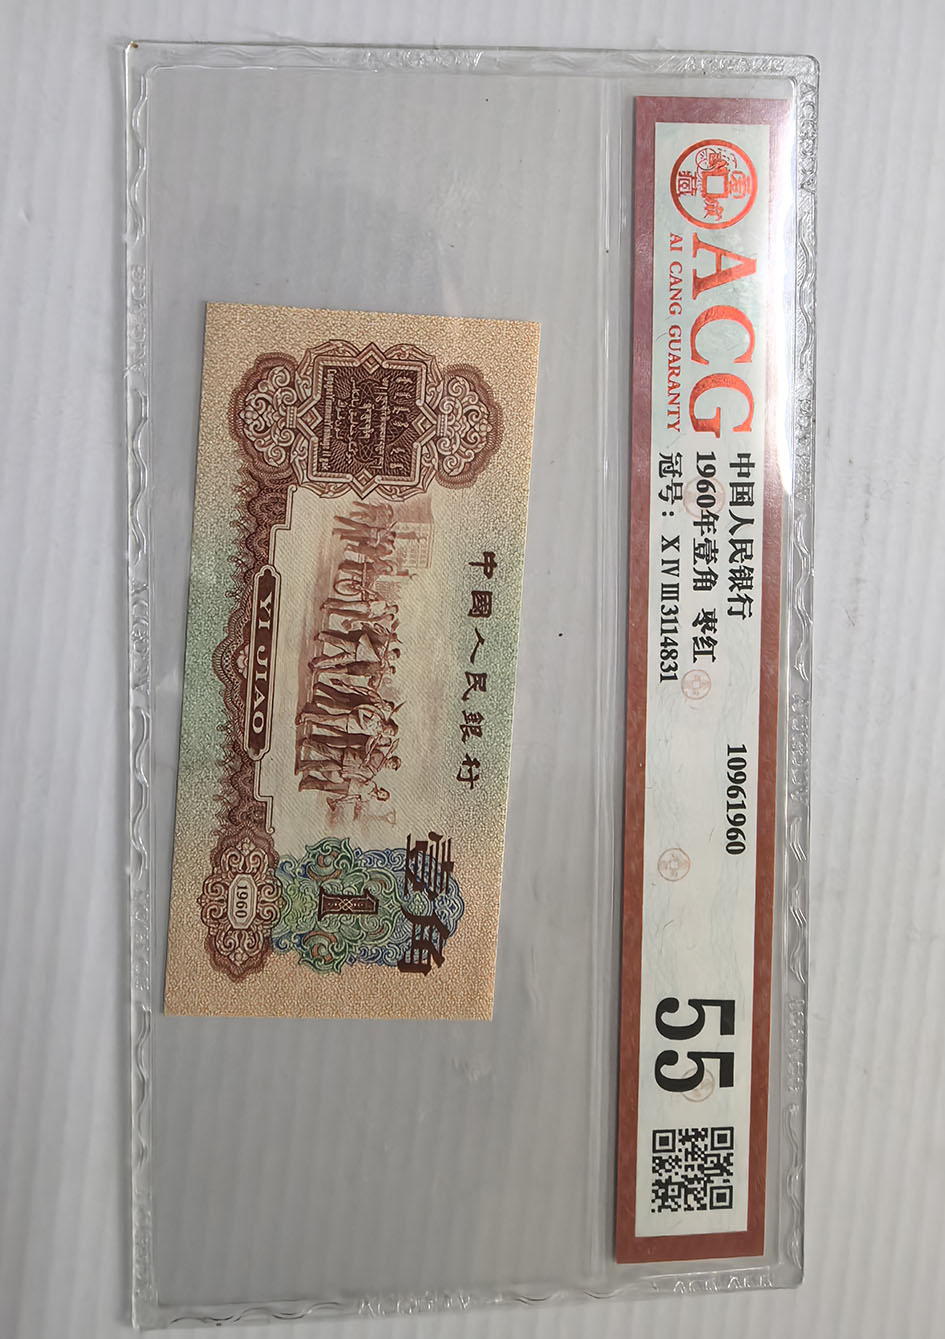 ACG
AI CANG GUARANTY
中国人民银行
1960年壹角 枣红
冠号： X IV III 3114831
10961960
55
中國人民銀行
壹角
1
YI JIAO
1960